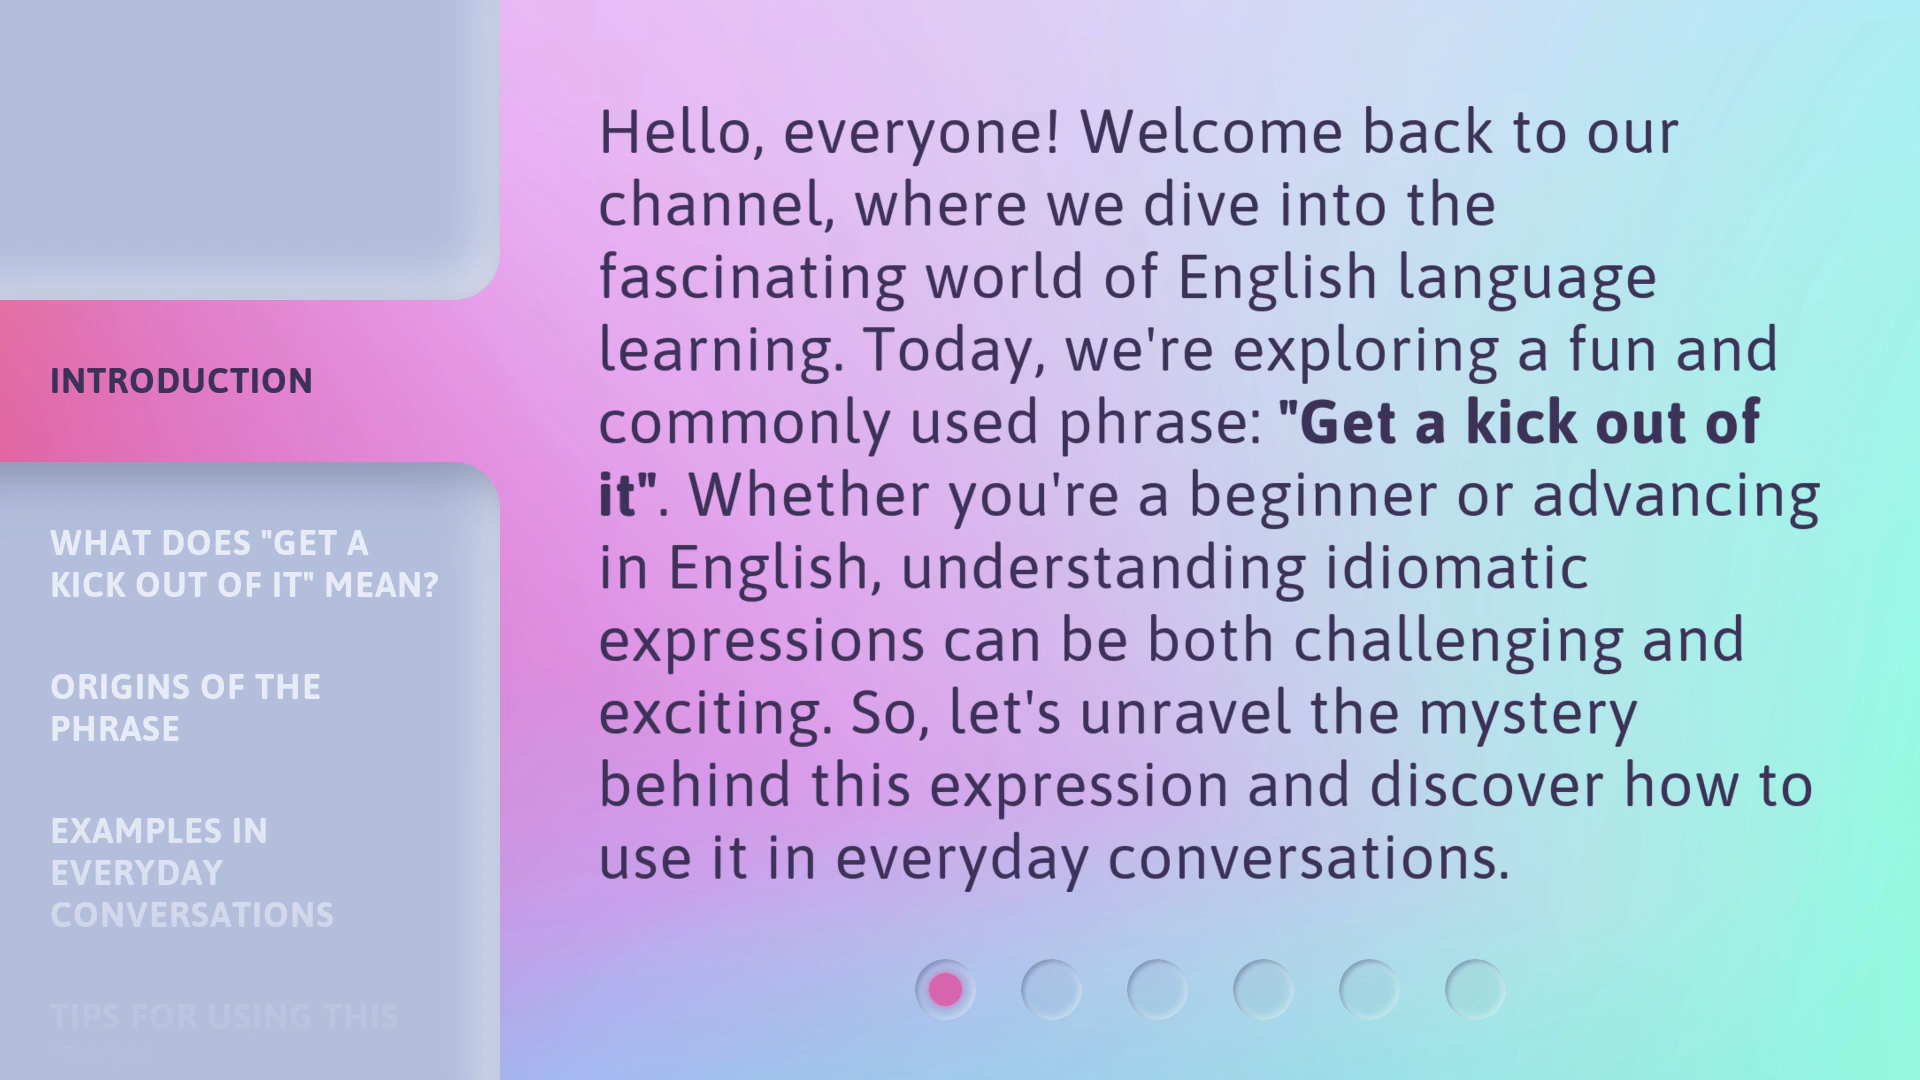 INTRODUCTION
WHAT DOES "GET A
KICK OUT OF IT" MEAN?
ORIGINS OF THE
PHRASE
EXAMPLES IN
EVERYDAY
CONVERSATIONS
TIPS FOR USING THIS
Hello, everyone! Welcome back to our
channel, where we dive into the
fascinating world of English language
learning. Today, we're exploring a fun and
commonly used phrase: "Get a kick out of
it". Whether you're a beginner or advancing
in English, understanding idiomatic
expressions can be both challenging and
exciting. So, let's unravel the mystery
behind this expression and discover how to
use it in everyday conversations.